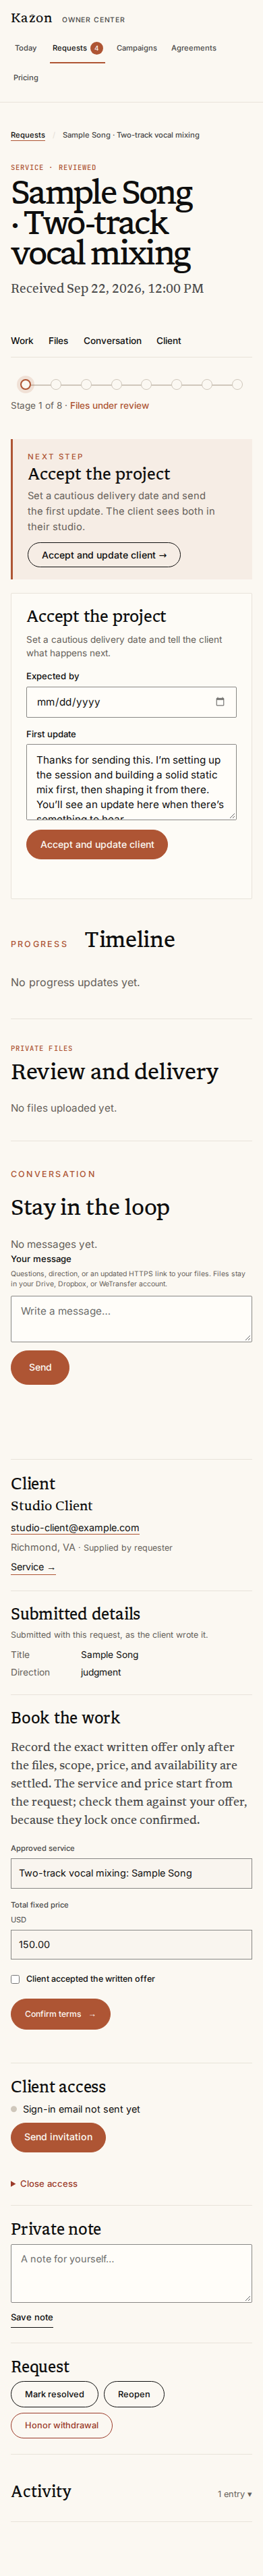 Kazon OWNER CENTER
Today Requests 4 Campaigns Agreements
Pricing
Requests / Sample Song · Two-track vocal mixing
SERVICE · REVIEWED
Sample Song
· Two-track
vocal mixing
Received Sep 22, 2026, 12:00 PM
Work Files Conversation Client
Stage 1 of 8 · Files under review
NEXT STEP
Accept the project
Set a cautious delivery date and send
the first update. The client sees both in
their studio.
Accept and update client →
Accept the project
Set a cautious delivery date and tell the client
what happens next.
Expected by
mm/dd/yyyy
First update
Thanks for sending this. I'm setting up
the session and building a solid static
mix first, then shaping it from there.
You'll see an update here when there's
something to hear.
Accept and update client
PROGRESS Timeline
No progress updates yet.
PRIVATE FILES
Review and delivery
No files uploaded yet.
CONVERSATION
Stay in the loop
No messages yet.
Your message
Questions, direction, or an updated HTTPS link to your files. Files stay
in your Drive, Dropbox, or WeTransfer account.
Write a message...
Send
Client
Studio Client
studio-client@example.com
Richmond, VA · Supplied by requester
Service →
Submitted details
Submitted with this request, as the client wrote it.
Title Sample Song
Direction judgment
Book the work
Record the exact written offer only after
the files, scope, price, and availability are
settled. The service and price start from
the request; check them against your offer,
because they lock once confirmed.
Approved service
Two-track vocal mixing: Sample Song
Total fixed price
USD
150.00
Client accepted the written offer
Confirm terms →
Client access
Sign-in email not sent yet
Send invitation
▶ Close access
Private note
A note for yourself...
Save note
Request
Mark resolved Reopen
Honor withdrawal
Activity 1 entry ▾